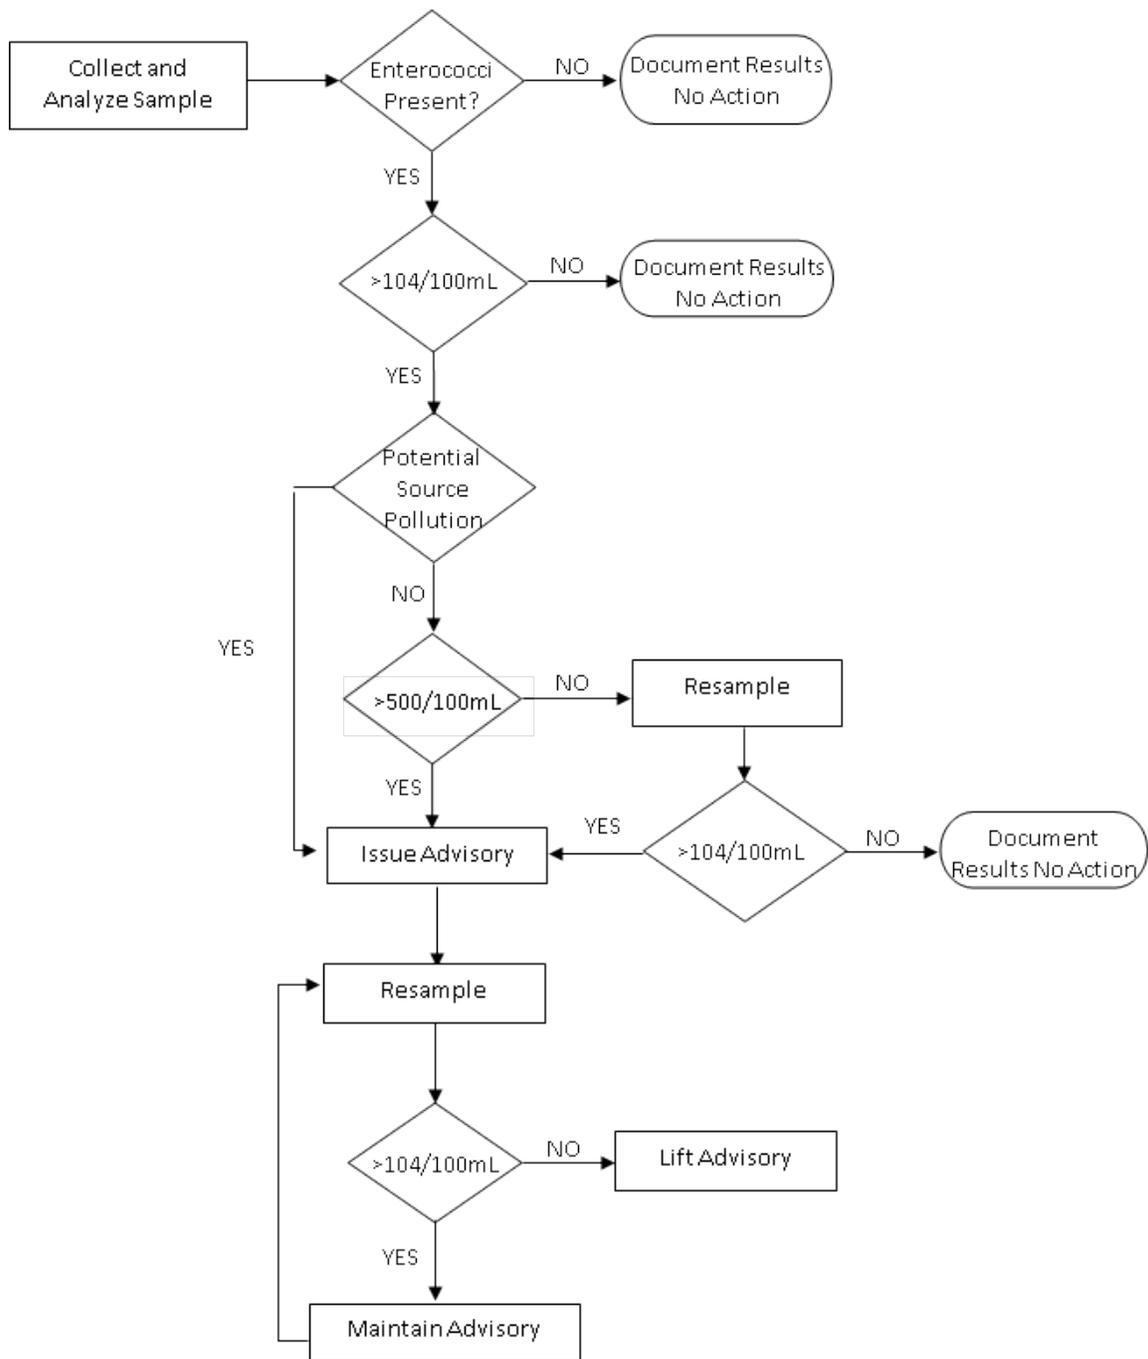 Collect and
Analyze Sample
Enterococci
Present?
NO
Document Results
No Action
YES
>104/100mL
NO
Document Results
No Action
YES
Potential
Source
Pollution
NO
YES
>500/100mL
NO
Resample
YES
Issue Advisory
YES
>104/100mL
NO
Document
Results No Action
Resample
>104/100mL
NO
Lift Advisory
YES
Maintain Advisory